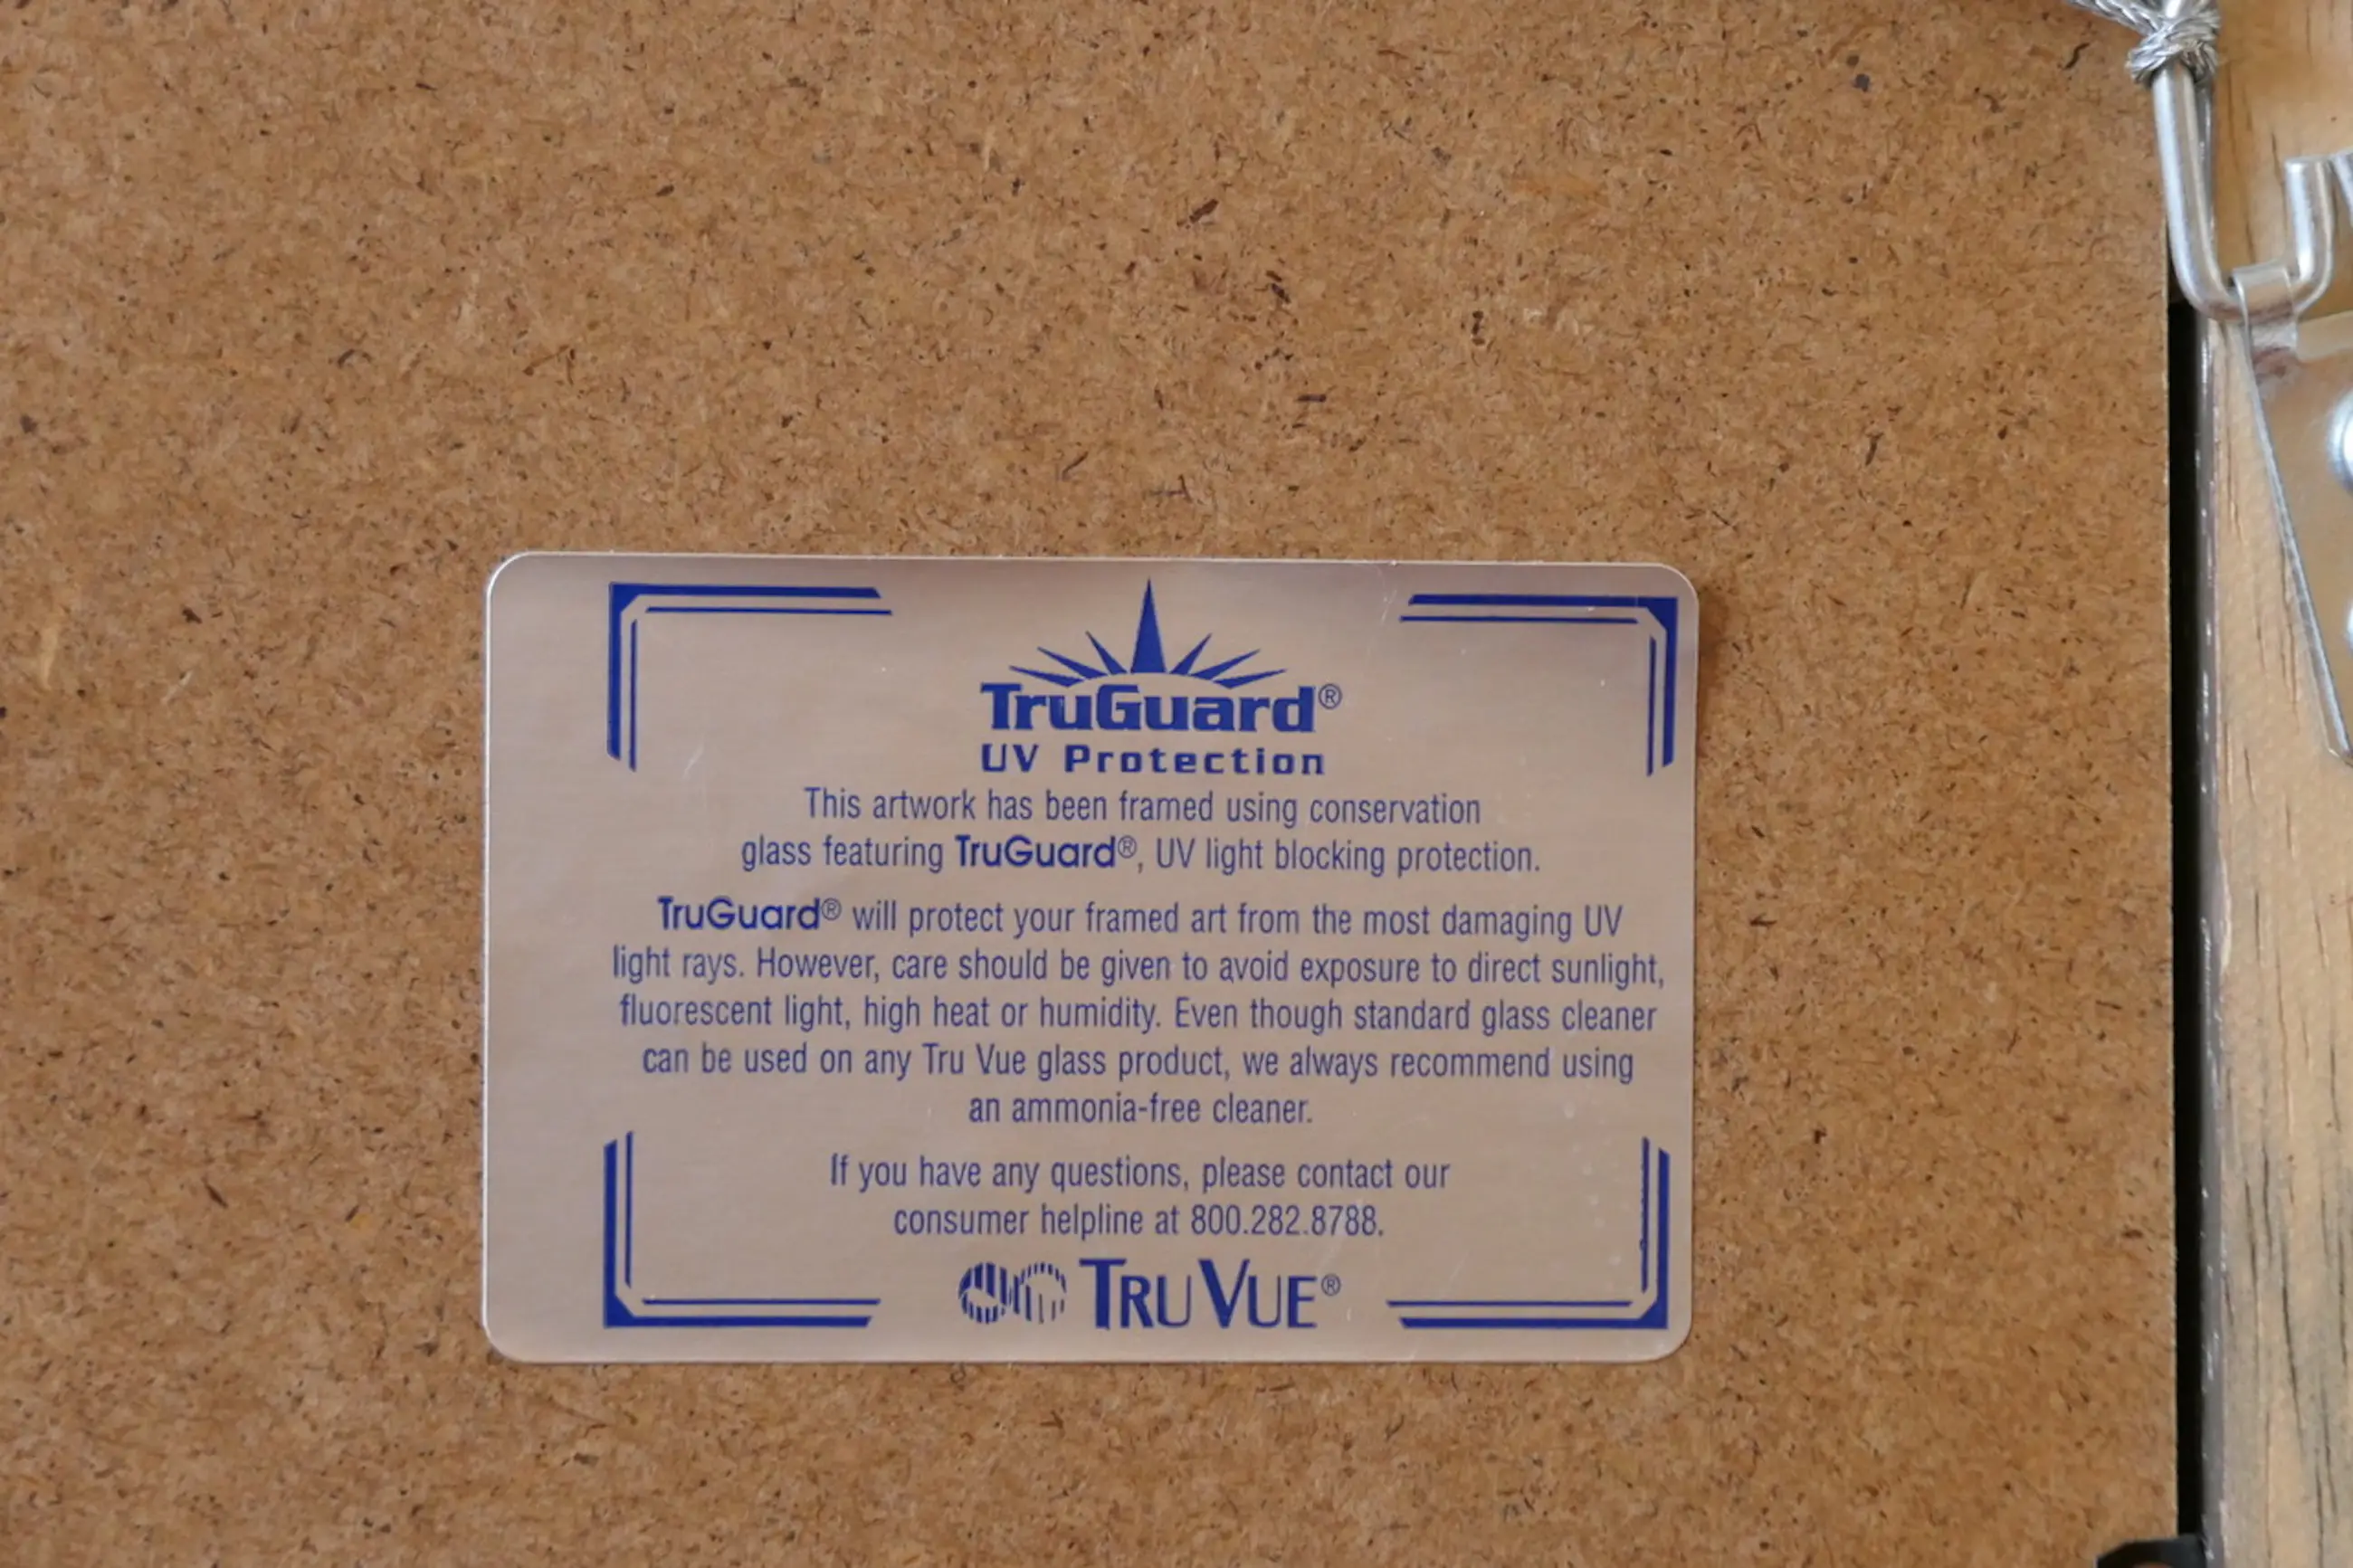 TruGuard®
UV Protection
This artwork has been framed using conservation
glass featuring TruGuard®, UV light blocking protection.
TruGuard® will protect your framed art from the most damaging UV
light rays. However, care should be given to avoid exposure to direct sunlight,
fluorescent light, high heat or humidity. Even though standard glass cleaner
can be used on any Tru Vue glass product, we always recommend using
an ammonia-free cleaner.
If you have any questions, please contact our
consumer helpline at 800.282.8788.
TRU VUE®